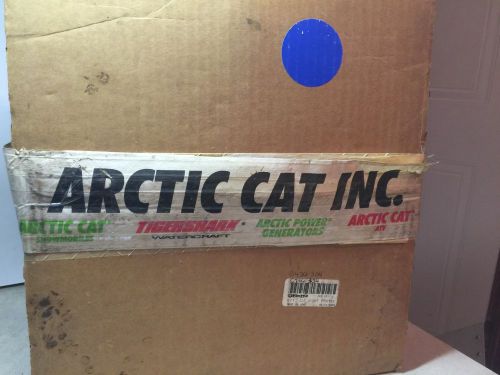 ARCTIC CAT INC.
ARCTIC CAT
SNOWMOBILES
TIGERSHARK
WATERCRAFT
ARCTIC POWER
GENERATORS
ARCTIC CAT
ATV